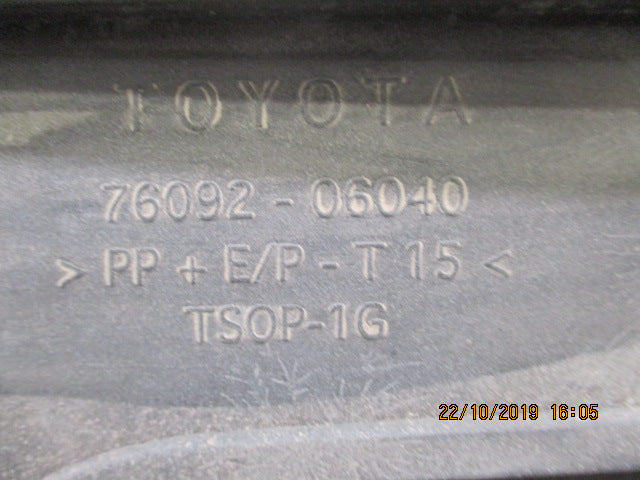 TOYOTA
76092 - 06040
> PP + E/P - T 15 <
TSOP-1G
22/10/2019 16:05